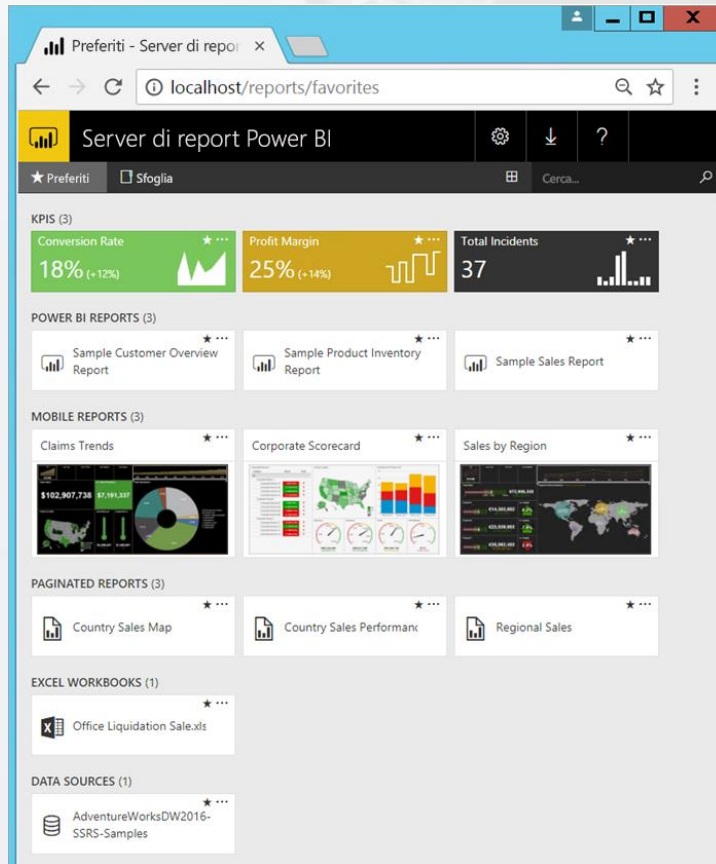 Preferiti - Server di repor
localhost/reports/favorites
Server di report Power BI
?
Preferiti Sfoglia Cerca...
KPIS (3)
Conversion Rate Profit Margin Total Incidents
18% (+12%) 25% (+14%) 37
POWER BI REPORTS (3)
Sample Customer Overview Report
Sample Product Inventory Report
Sample Sales Report
MOBILE REPORTS (3)
Claims Trends Corporate Scorecard Sales by Region
$102,907,738 $7,191,337
PAGINATED REPORTS (3)
Country Sales Map Country Sales Performanc Regional Sales
EXCEL WORKBOOKS (1)
Office Liquidation Sale.xls
DATA SOURCES (1)
AdventureWorksDW2016-
SSRS-Samples